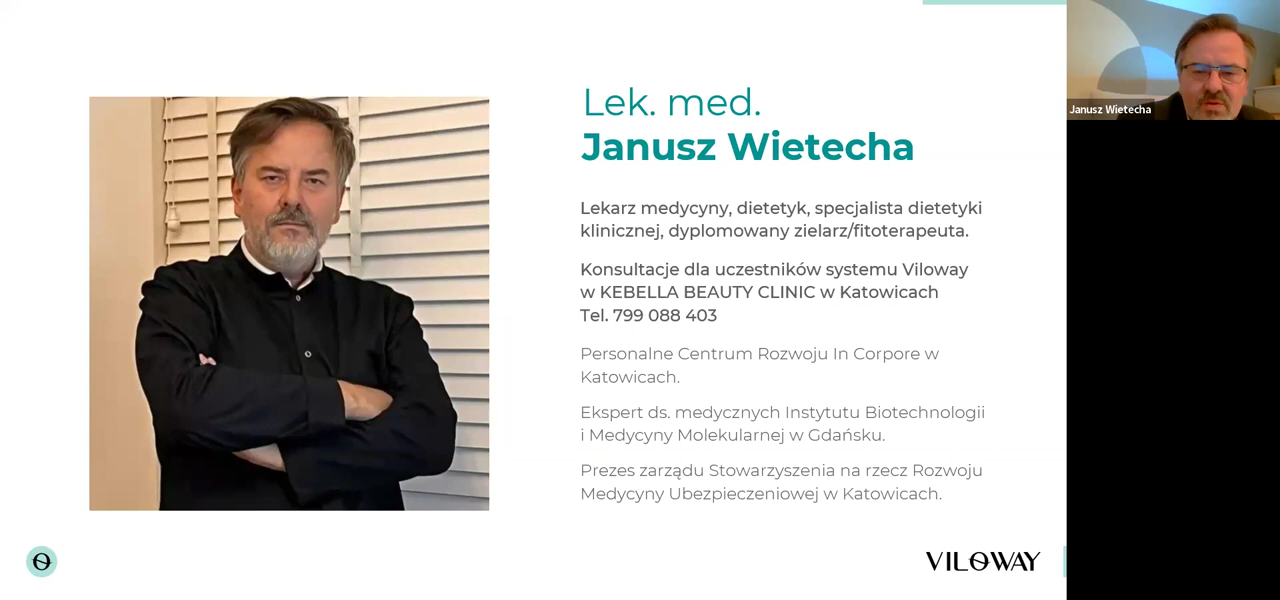 Lek. med.
Janusz Wietecha
Lekarz medycyny, dietetyk, specjalista dietetyki
klinicznej, dyplomowany zielarz/fitoterapeuta.
Konsultacje dla uczestników systemu Viloway
w KEBELLA BEAUTY CLINIC w Katowicach
Tel. 799 088 403
Personalne Centrum Rozwoju In Corpore w
Katowicach.
Ekspert ds. medycznych Instytutu Biotechnologii
i Medycyny Molekularnej w Gdańsku.
Prezes zarządu Stowarzyszenia na rzecz Rozwoju
Medycyny Ubezpieczeniowej w Katowicach.
VILOWAY
Janusz Wietecha